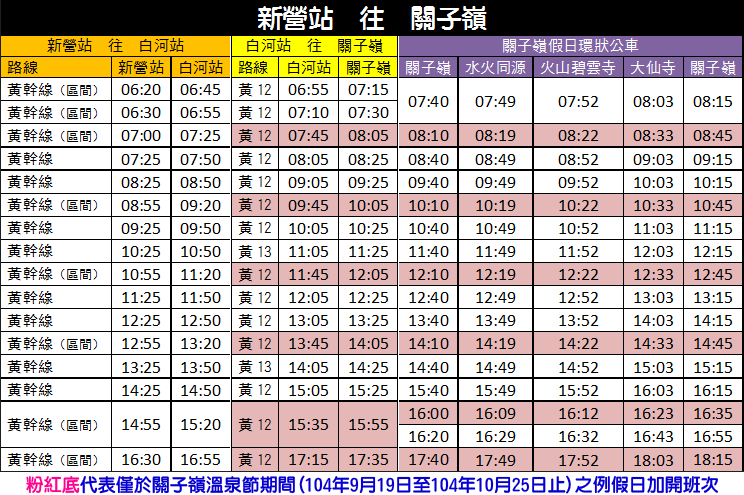 新營站　往　關子嶺
新營站　往　白河站 白河站　往　關子嶺 關子嶺假日環狀公車
路線 新營站 白河站 路線 白河站 關子嶺 關子嶺 水火同源 火山碧雲寺 大仙寺 關子嶺
黃幹線（區間） 06:20 06:45 黃 12 06:55 07:15 07:40 07:49 07:52 08:03 08:15
黃幹線（區間） 06:30 06:55 黃 12 07:10 07:30
黃幹線（區間） 07:00 07:25 黃 12 07:45 08:05 08:10 08:19 08:22 08:33 08:45
黃幹線 07:25 07:50 黃 12 08:05 08:25 08:40 08:49 08:52 09:03 09:15
黃幹線 08:25 08:50 黃 12 09:05 09:25 09:40 09:49 09:52 10:03 10:15
黃幹線（區間） 08:55 09:20 黃 12 09:45 10:05 10:10 10:19 10:22 10:33 10:45
黃幹線 09:25 09:50 黃 12 10:05 10:25 10:40 10:49 10:52 11:03 11:15
黃幹線 10:25 10:50 黃 13 11:05 11:25 11:40 11:49 11:52 12:03 12:15
黃幹線（區間） 10:55 11:20 黃 12 11:45 12:05 12:10 12:19 12:22 12:33 12:45
黃幹線 11:25 11:50 黃 12 12:05 12:25 12:40 12:49 12:52 13:03 13:15
黃幹線 12:25 12:50 黃 12 13:05 13:25 13:40 13:49 13:52 14:03 14:15
黃幹線（區間） 12:55 13:20 黃 12 13:45 14:05 14:10 14:19 14:22 14:33 14:45
黃幹線 13:25 13:50 黃 13 14:05 14:25 14:40 14:49 14:52 15:03 15:15
黃幹線 14:25 14:50 黃 12 15:05 15:25 15:40 15:49 15:52 16:03 16:15
黃幹線（區間） 14:55 15:20 黃 12 15:35 15:55 16:00 16:09 16:12 16:23 16:35
16:20 16:29 16:32 16:43 16:55
黃幹線（區間） 16:30 16:55 黃 12 17:15 17:35 17:40 17:49 17:52 18:03 18:15
粉紅底代表僅於關子嶺溫泉節期間(104年9月19日至104年10月25日止)之例假日加開班次